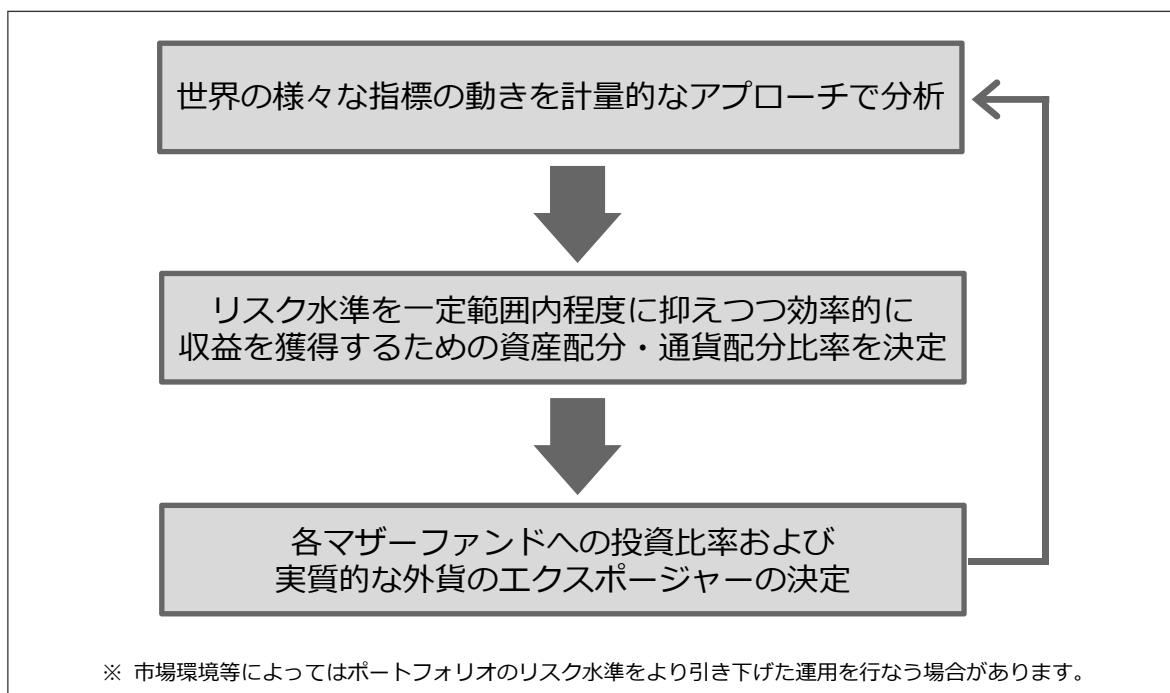 世界の様々な指標の動きを計量的なアプローチで分析
リスク水準を一定範囲内程度に抑えつつ効率的に
収益を獲得するための資産配分・通貨配分比率を決定
各マザーファンドへの投資比率および
実質的な外貨のエクスポージャーの決定
※ 市場環境等によってはポートフォリオのリスク水準をより引き下げた運用を行なう場合があります。